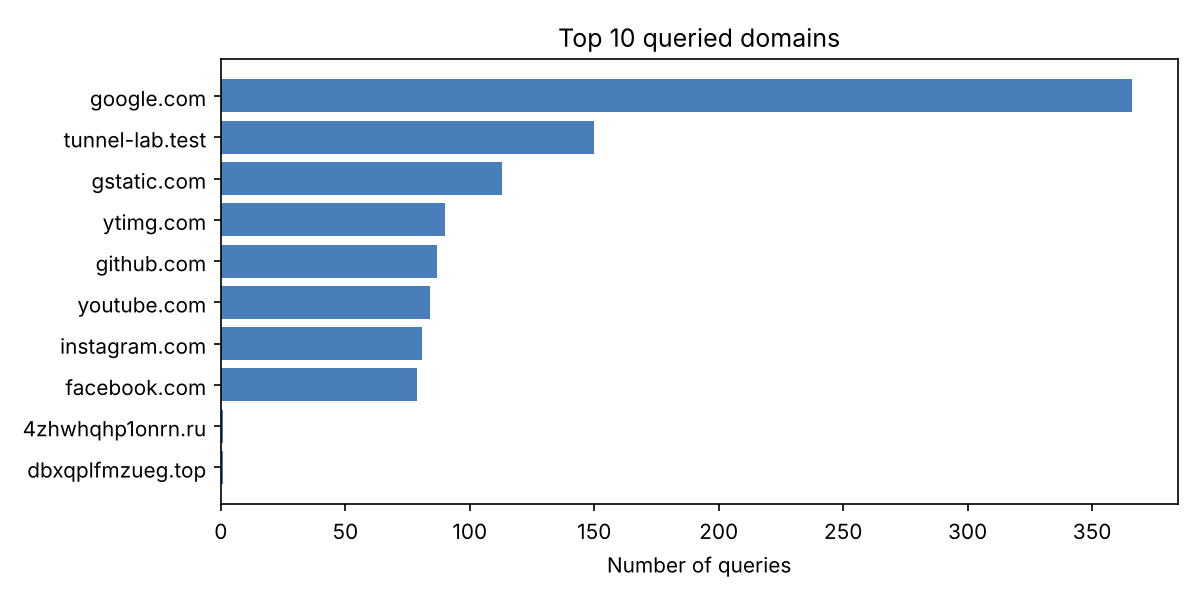 Top 10 queried domains
google.com
tunnel-lab.test
gstatic.com
ytimg.com
github.com
youtube.com
instagram.com
facebook.com
4zhwhqhp1onrn.ru
dbxqplfmzueg.top
0 50 100 150 200 250 300 350
Number of queries